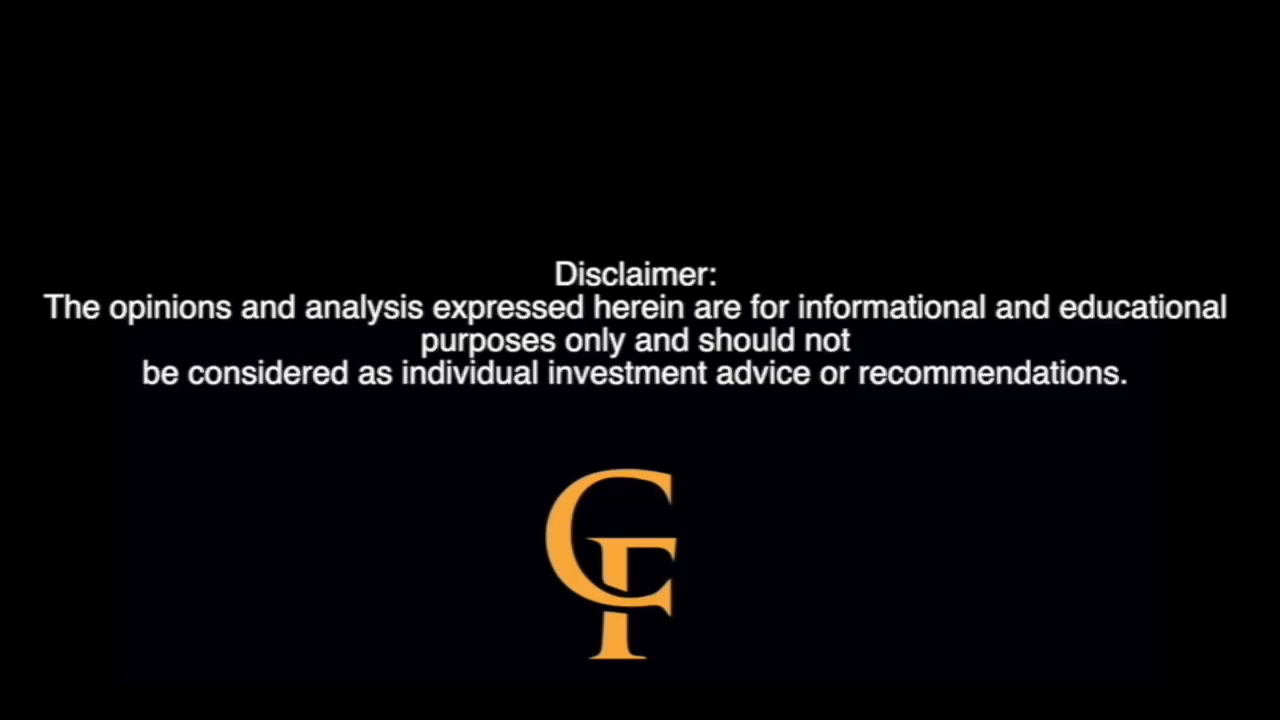 Disclaimer:
The opinions and analysis expressed herein are for informational and educational
purposes only and should not
be considered as individual investment advice or recommendations.
CF